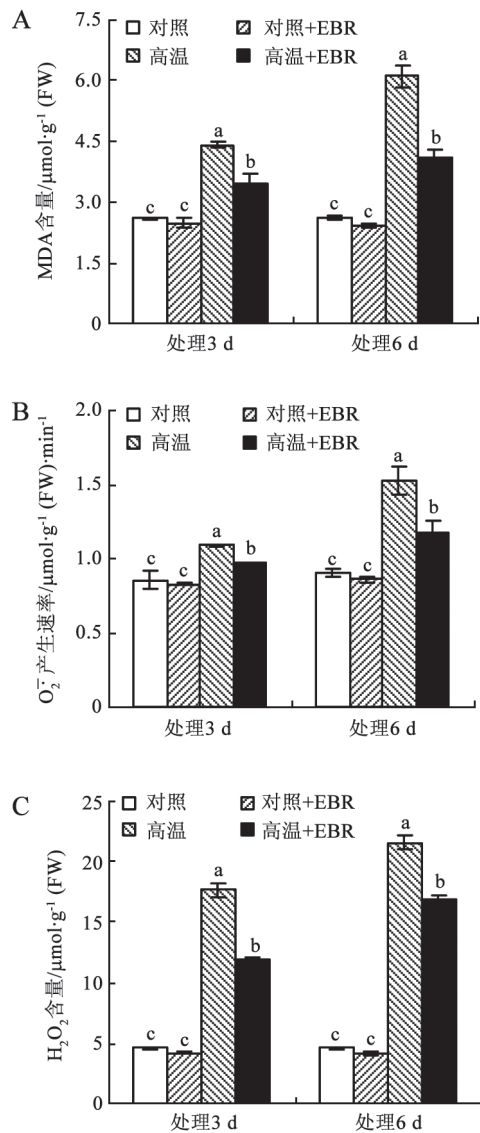 A
7.5
对照 对照+EBR
高温 高温+EBR
6.0
4.5
3.0
1.5
0
MDA含量/μmol·g⁻¹ (FW)
c c a b
c c a b
处理3 d 处理6 d
B
2.0
对照 对照+EBR
高温 高温+EBR
1.5
1.0
0.5
0
O₂⁻· 产生速率/μmol·g⁻¹ (FW)·min⁻¹
c c a b
c c a b
处理3 d 处理6 d
C
25
对照 对照+EBR
高温 高温+EBR
20
15
10
5
0
H₂O₂含量/μmol·g⁻¹ (FW)
c c a b
c c a b
处理3 d 处理6 d